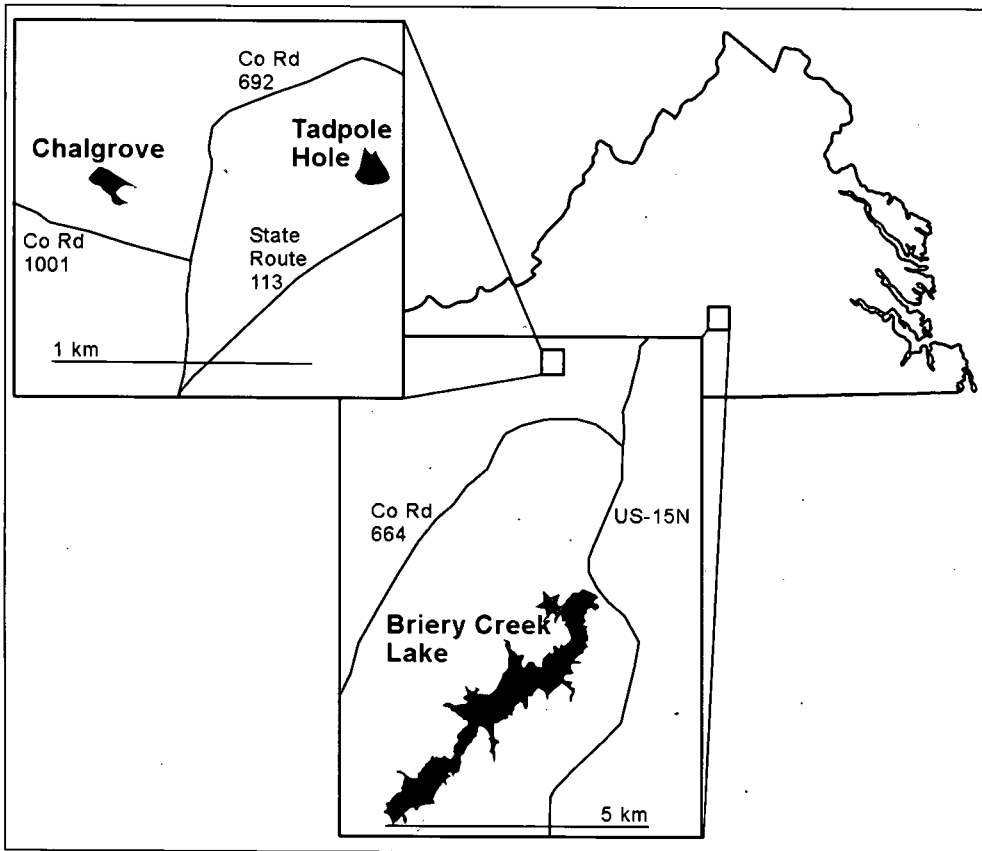 Co Rd
692
Chalgrove
Tadpole
Hole
Co Rd
1001
State
Route
113
1 km
Co Rd
664
US-15N
Briery Creek
Lake
5 km